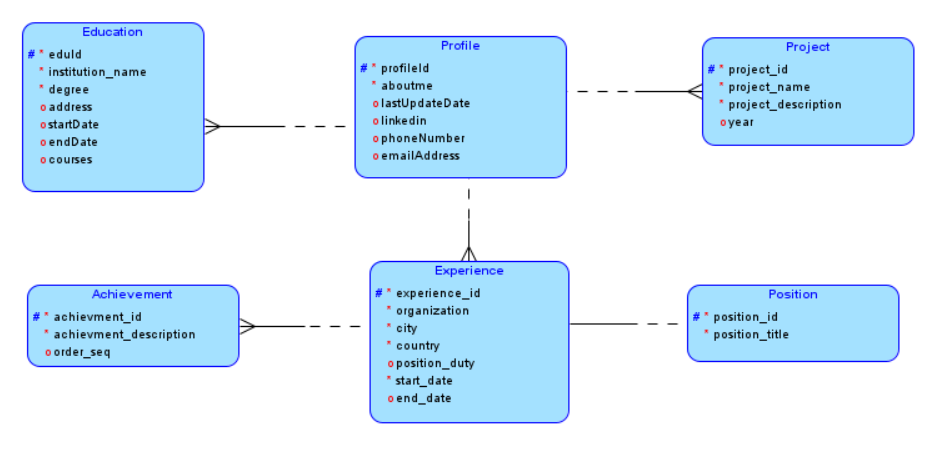 Education
# * eduId
* institution_name
* degree
o address
o startDate
o endDate
o courses
Profile
# * profileId
* aboutme
o lastUpdateDate
o linkedin
o phoneNumber
o emailAddress
Project
# * project_id
* project_name
* project_description
o year
Achievement
# * achievment_id
* achievment_description
o order_seq
Experience
# * experience_id
* organization
* city
* country
o position_duty
* start_date
o end_date
Position
# * position_id
* position_title